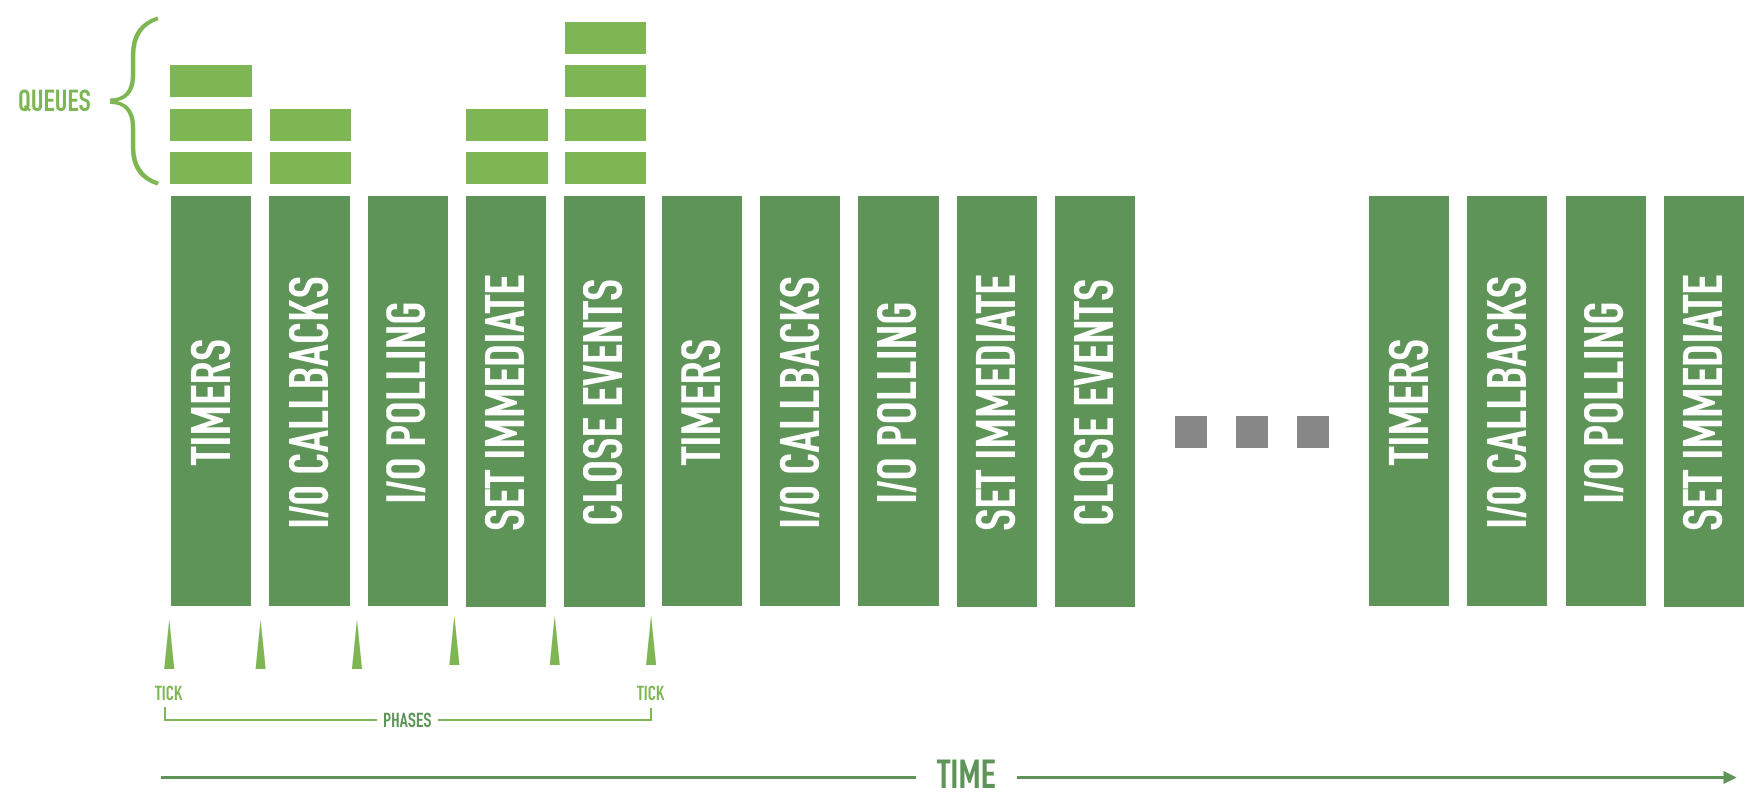 QUEUES
TIMERS
I/O CALLBACKS
I/O POLLING
SET IMMEDIATE
CLOSE EVENTS
TIMERS
I/O CALLBACKS
I/O POLLING
SET IMMEDIATE
CLOSE EVENTS
TIMERS
I/O CALLBACKS
I/O POLLING
SET IMMEDIATE
TICK
TICK
PHASES
TIME